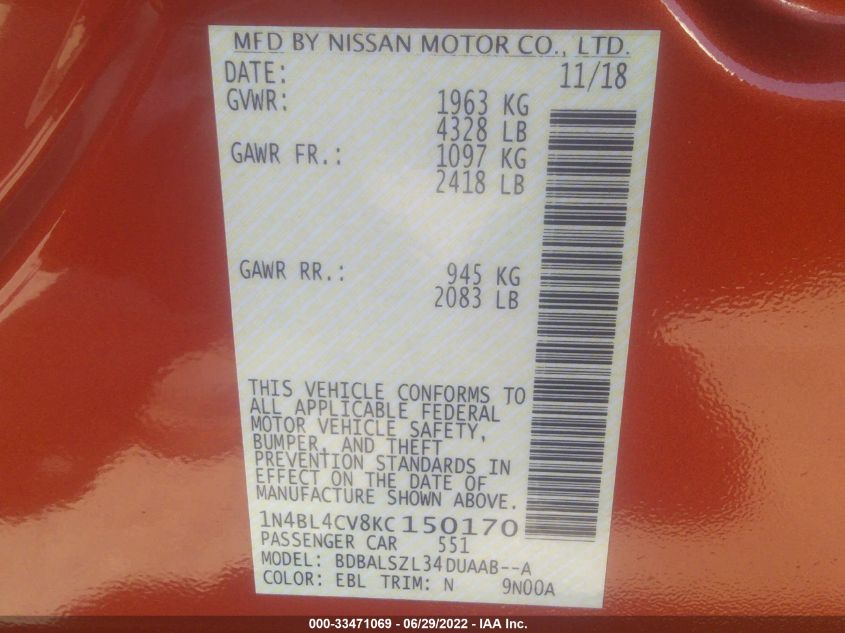 MFD BY NISSAN MOTOR CO., LTD.
DATE: 11/18
GVWR: 1963 KG
4328 LB
GAWR FR.: 1097 KG
2418 LB
GAWR RR.: 945 KG
2083 LB
THIS VEHICLE CONFORMS TO
ALL APPLICABLE FEDERAL
MOTOR VEHICLE SAFETY,
BUMPER, AND THEFT
PREVENTION STANDARDS IN
EFFECT ON THE DATE OF
MANUFACTURE SHOWN ABOVE.
1N4BL4CV8KC150170
PASSENGER CAR 551
MODEL: BDBALSZL34DUAAB--A
COLOR: EBL TRIM: N 9N00A
000-33471069 - 06/29/2022 - IAA Inc.